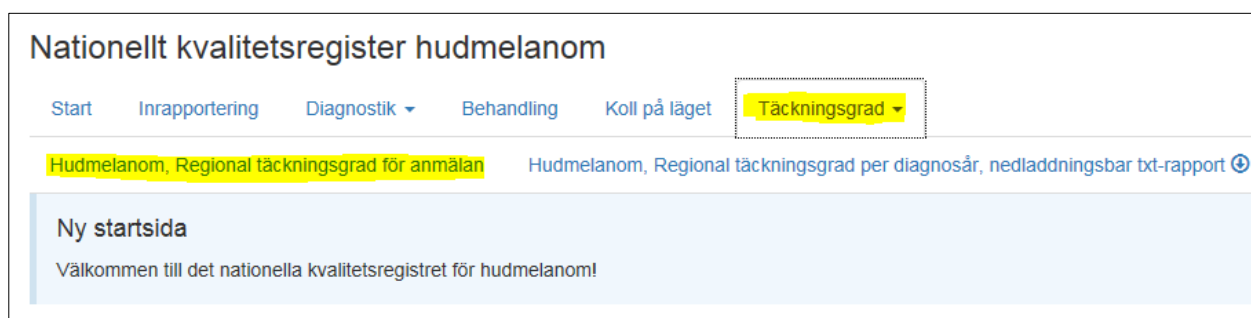 Nationellt kvalitetsregister hudmelanom
Start Inrapportering Diagnostik Behandling Koll på läget Täckningsgrad
Hudmelanom, Regional täckningsgrad för anmälan Hudmelanom, Regional täckningsgrad per diagnosår, nedladdningsbar txt-rapport
Ny startsida
Välkommen till det nationella kvalitetsregistret för hudmelanom!